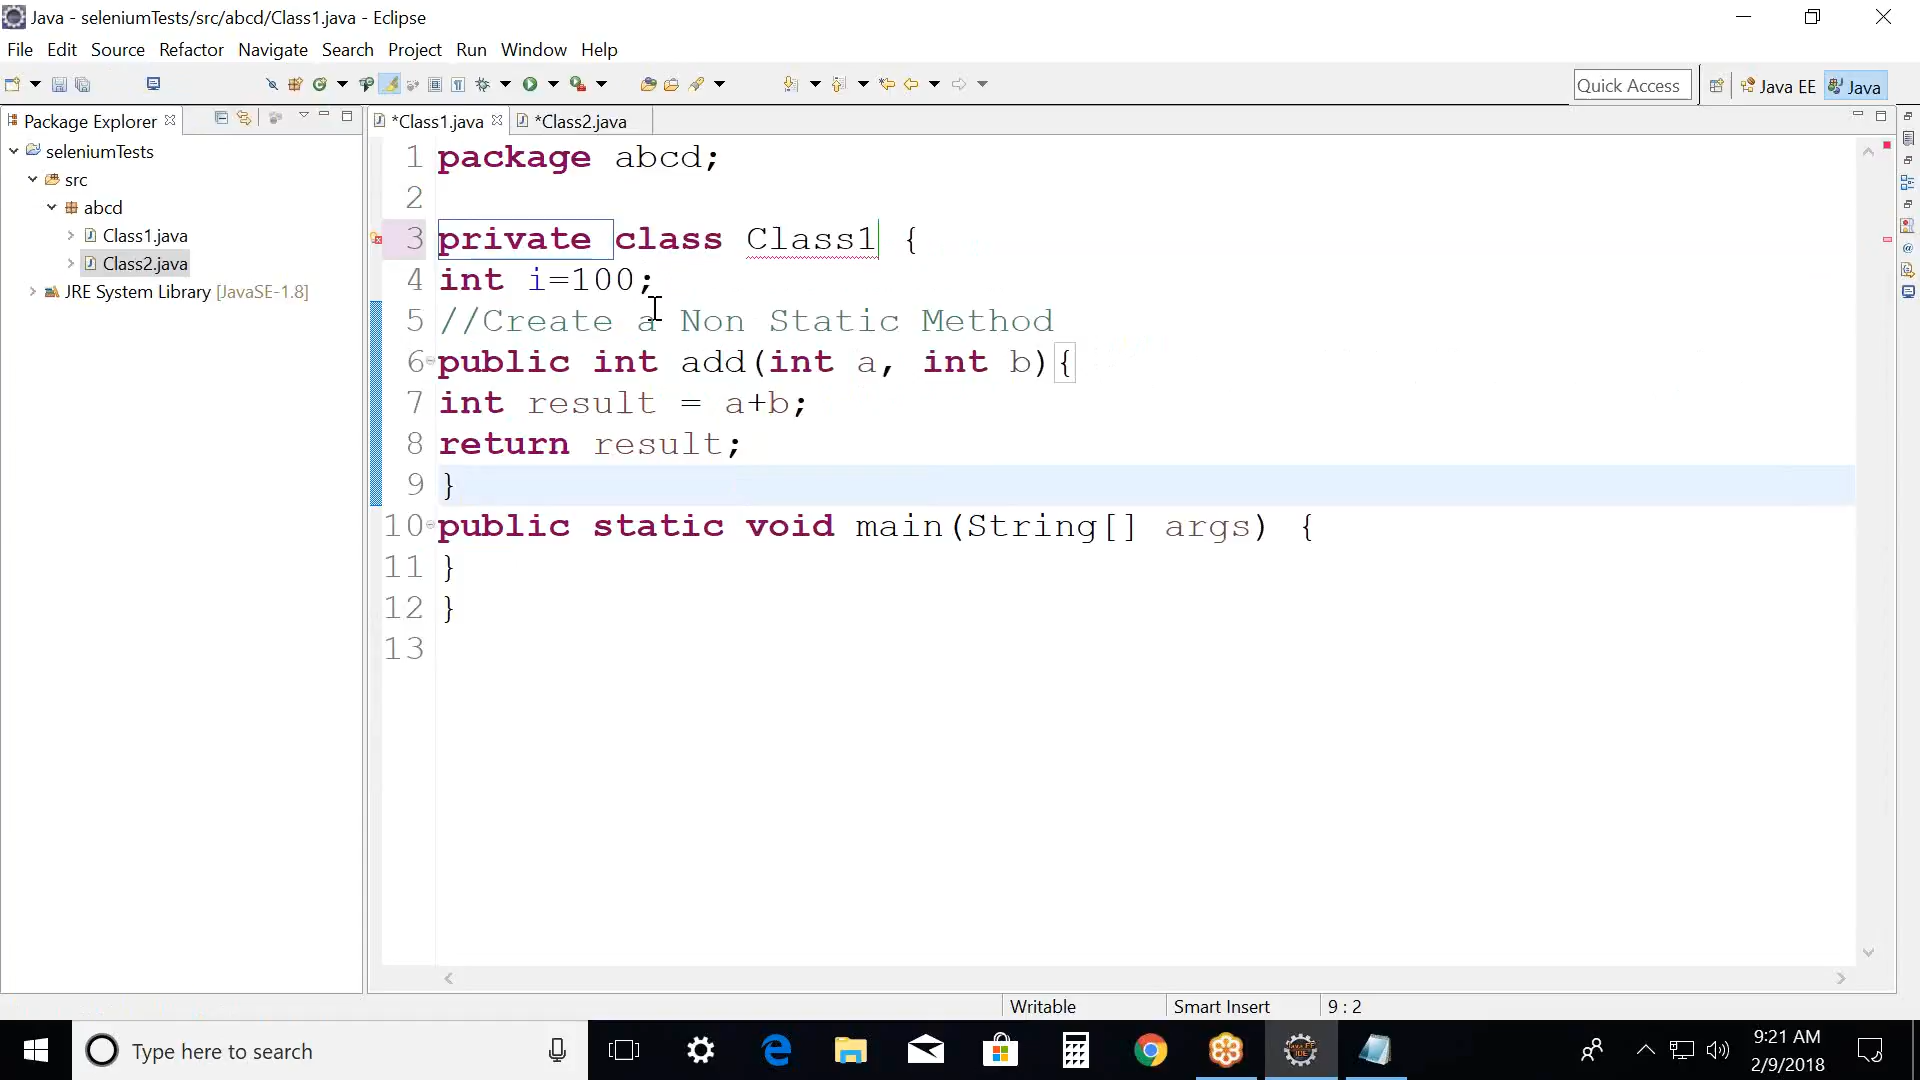 Java - seleniumTests/src/abcd/Class1.java - Eclipse
File Edit Source Refactor Navigate Search Project Run Window Help
Quick Access
Java EE
Java
Package Explorer
*Class1.java
*Class2.java
seleniumTests
src
abcd
Class1.java
Class2.java
JRE System Library [JavaSE-1.8]
1 package abcd;
2
3 private class Class1 {
4 int i=100;
5 //Create a Non Static Method
6 public int add(int a, int b){
7 int result = a+b;
8 return result;
9 }
10 public static void main(String[] args) {
11 }
12 }
13
Writable
Smart Insert
9 : 2
Type here to search
9:21 AM
2/9/2018